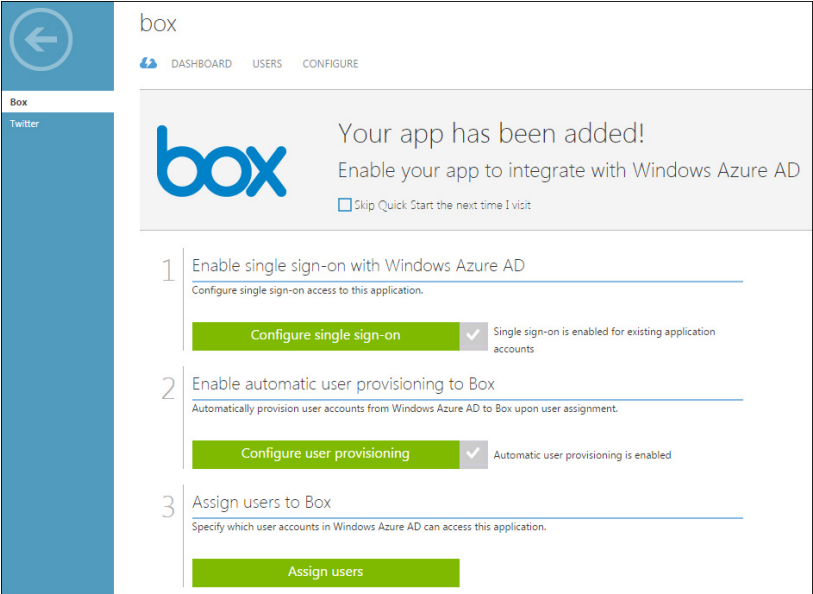 box
DASHBOARD USERS CONFIGURE
Box
Twitter
box
Your app has been added!
Enable your app to integrate with Windows Azure AD
Skip Quick Start the next time I visit
1 Enable single sign-on with Windows Azure AD
Configure single sign-on access to this application.
Configure single sign-on
Single sign-on is enabled for existing application
accounts
2 Enable automatic user provisioning to Box
Automatically provision user accounts from Windows Azure AD to Box upon user assignment.
Configure user provisioning
Automatic user provisioning is enabled
3 Assign users to Box
Specify which user accounts in Windows Azure AD can access this application.
Assign users